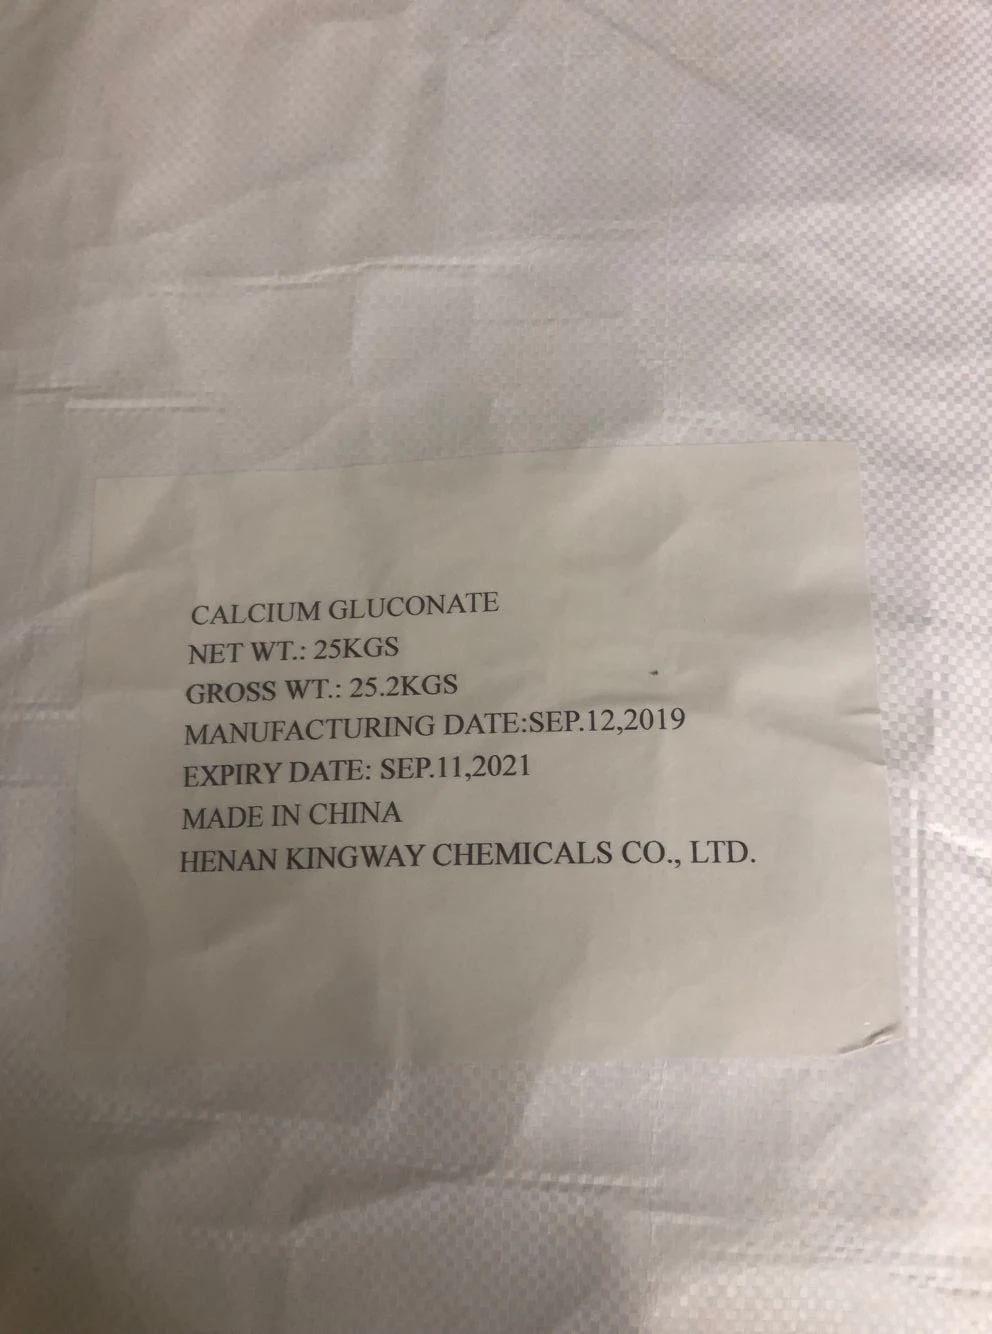 CALCIUM GLUCONATE
NET WT.: 25KGS
GROSS WT.: 25.2KGS
MANUFACTURING DATE:SEP.12,2019
EXPIRY DATE: SEP.11,2021
MADE IN CHINA
HENAN KINGWAY CHEMICALS CO., LTD.